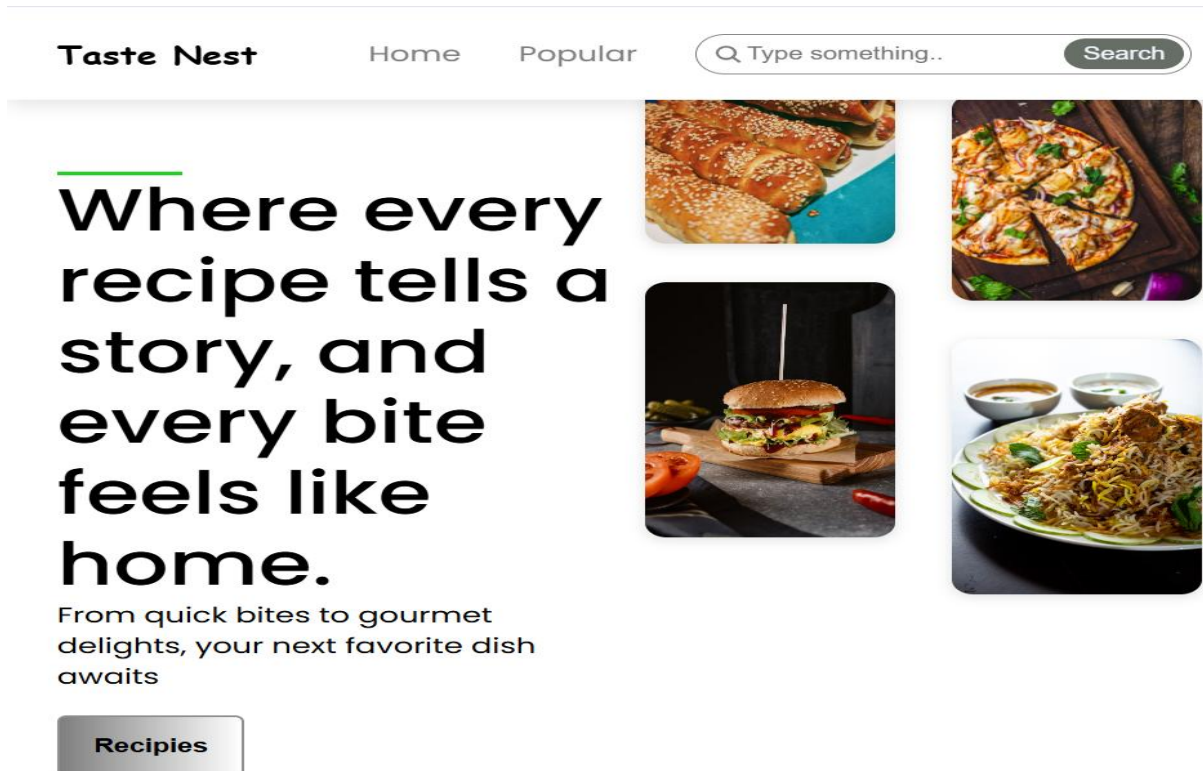 Taste Nest
Home
Popular
Type something..
Search
Where every
recipe tells a
story, and
every bite
feels like
home.
From quick bites to gourmet
delights, your next favorite dish
awaits
Recipies